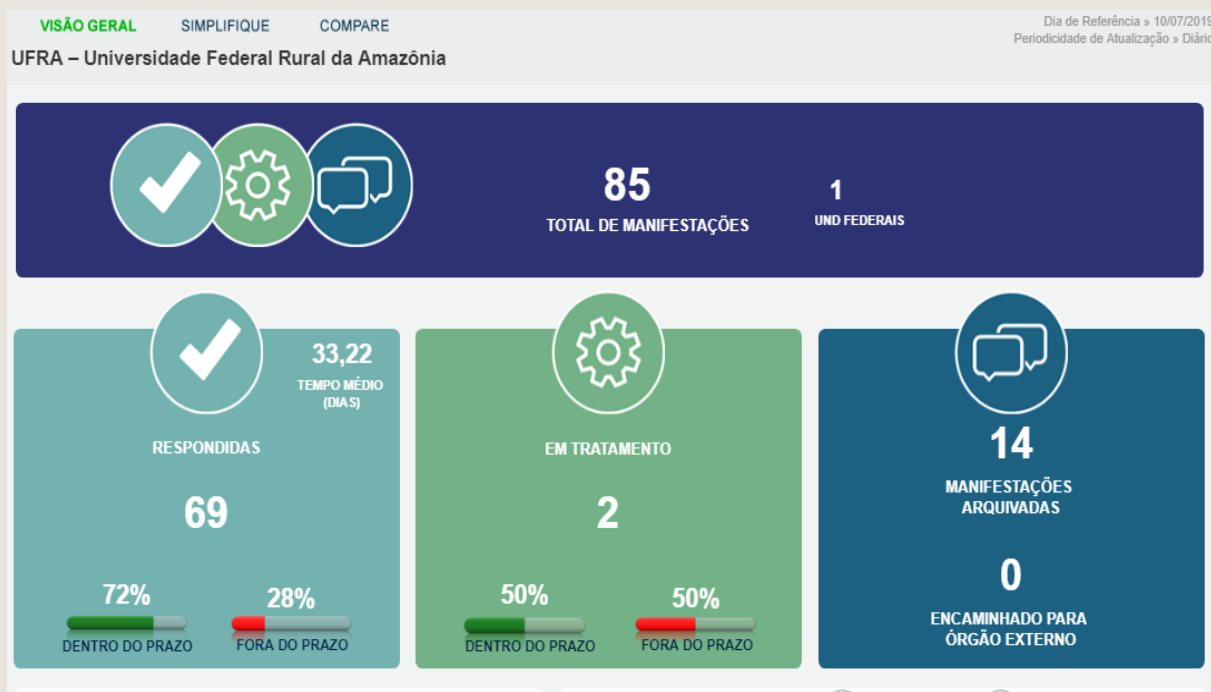 VISÃO GERAL SIMPLIFIQUE COMPARE
Dia de Referência » 10/07/2019
Periodicidade de Atualização » Diário
UFRA – Universidade Federal Rural da Amazônia
85
TOTAL DE MANIFESTAÇÕES
1
UND FEDERAIS
33,22
TEMPO MÉDIO
(DIAS)
RESPONDIDAS
69
72%
DENTRO DO PRAZO
28%
FORA DO PRAZO
EM TRATAMENTO
2
50%
DENTRO DO PRAZO
50%
FORA DO PRAZO
14
MANIFESTAÇÕES
ARQUIVADAS
0
ENCAMINHADO PARA
ÓRGÃO EXTERNO